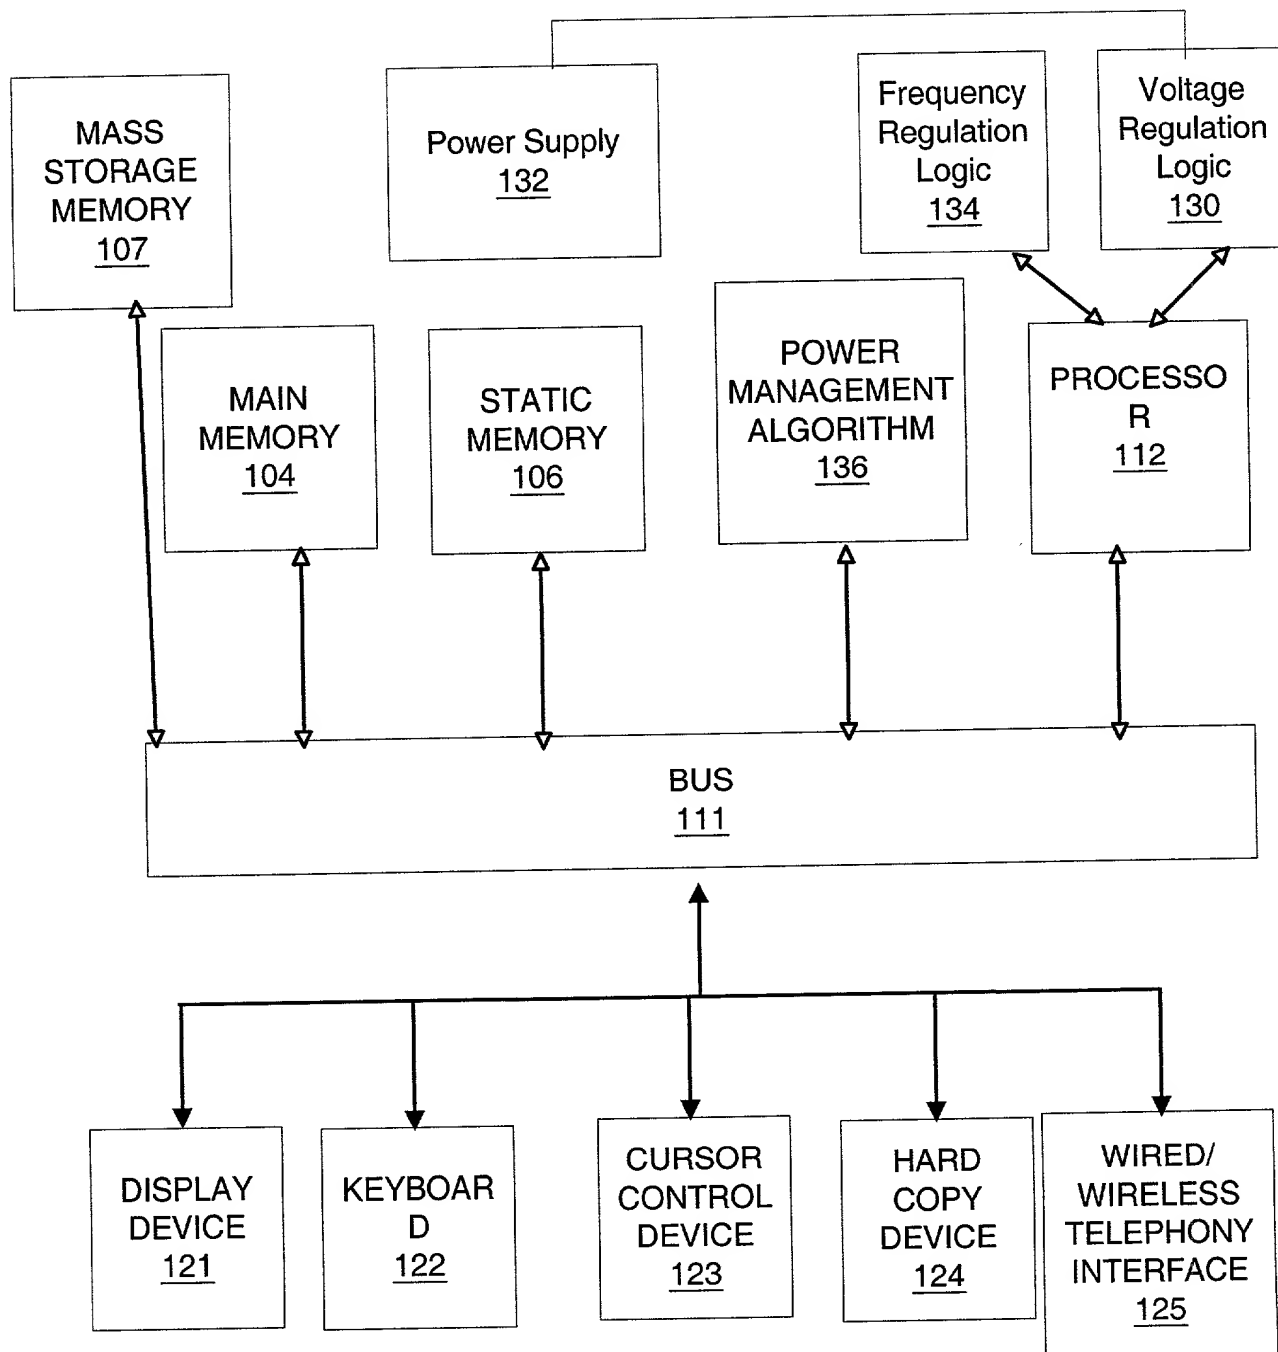 MASS
STORAGE
MEMORY
107
Power Supply
132
Frequency
Regulation
Logic
134
Voltage
Regulation
Logic
130
MAIN
MEMORY
104
STATIC
MEMORY
106
POWER
MANAGEMENT
ALGORITHM
136
PROCESSO
R
112
BUS
111
DISPLAY
DEVICE
121
KEYBOAR
D
122
CURSOR
CONTROL
DEVICE
123
HARD
COPY
DEVICE
124
WIRED/
WIRELESS
TELEPHONY
INTERFACE
125